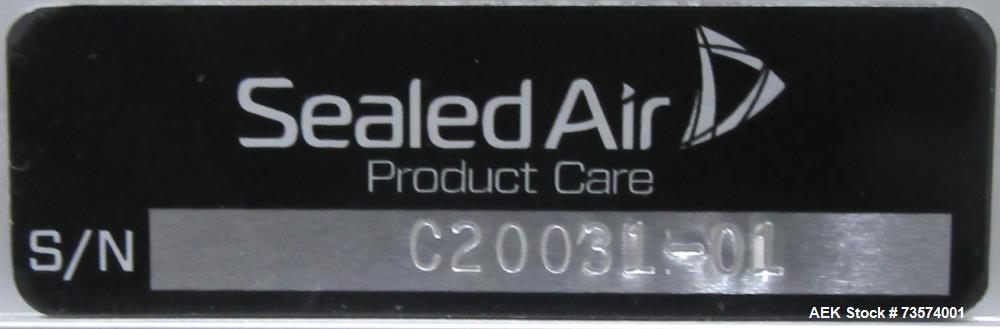 Sealed Air
Product Care
S/N C20031-01
AEK Stock # 73574001